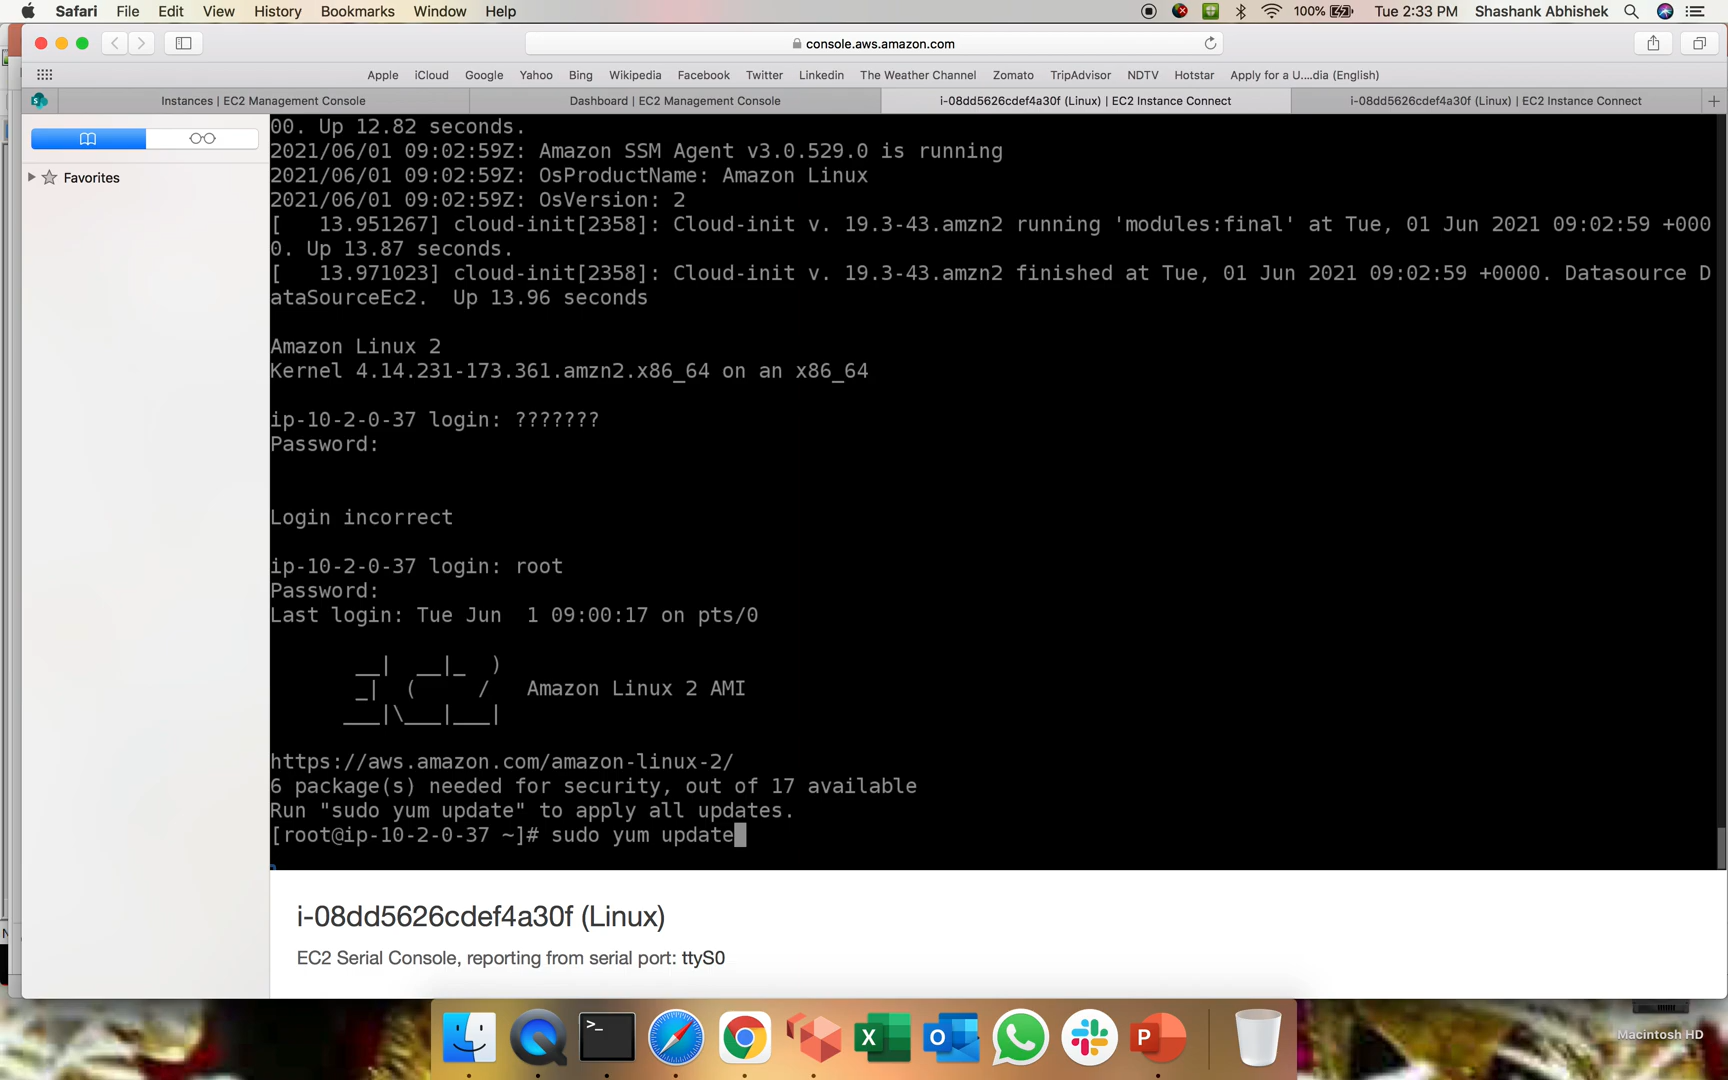 Safari File Edit View History Bookmarks Window Help 100% Tue 2:33 PM Shashank Abhishek
console.aws.amazon.com
Apple iCloud Google Yahoo Bing Wikipedia Facebook Twitter Linkedin The Weather Channel Zomato TripAdvisor NDTV Hotstar Apply for a U....dia (English)
Instances | EC2 Management Console Dashboard | EC2 Management Console i-08dd5626cdef4a30f (Linux) | EC2 Instance Connect i-08dd5626cdef4a30f (Linux) | EC2 Instance Connect
Favorites
00. Up 12.82 seconds.
2021/06/01 09:02:59Z: Amazon SSM Agent v3.0.529.0 is running
2021/06/01 09:02:59Z: OsProductName: Amazon Linux
2021/06/01 09:02:59Z: OsVersion: 2
[   13.951267] cloud-init[2358]: Cloud-init v. 19.3-43.amzn2 running 'modules:final' at Tue, 01 Jun 2021 09:02:59 +000
0. Up 13.87 seconds.
[   13.971023] cloud-init[2358]: Cloud-init v. 19.3-43.amzn2 finished at Tue, 01 Jun 2021 09:02:59 +0000. Datasource D
ataSourceEc2.  Up 13.96 seconds
Amazon Linux 2
Kernel 4.14.231-173.361.amzn2.x86_64 on an x86_64
ip-10-2-0-37 login: ???????
Password:
Login incorrect
ip-10-2-0-37 login: root
Password:
Last login: Tue Jun  1 09:00:17 on pts/0
       __|  __|_  )
       _|  (     /   Amazon Linux 2 AMI
      ___|\___|___|
https://aws.amazon.com/amazon-linux-2/
6 package(s) needed for security, out of 17 available
Run "sudo yum update" to apply all updates.
[root@ip-10-2-0-37 ~]# sudo yum update
i-08dd5626cdef4a30f (Linux)
EC2 Serial Console, reporting from serial port: ttyS0
Macintosh HD